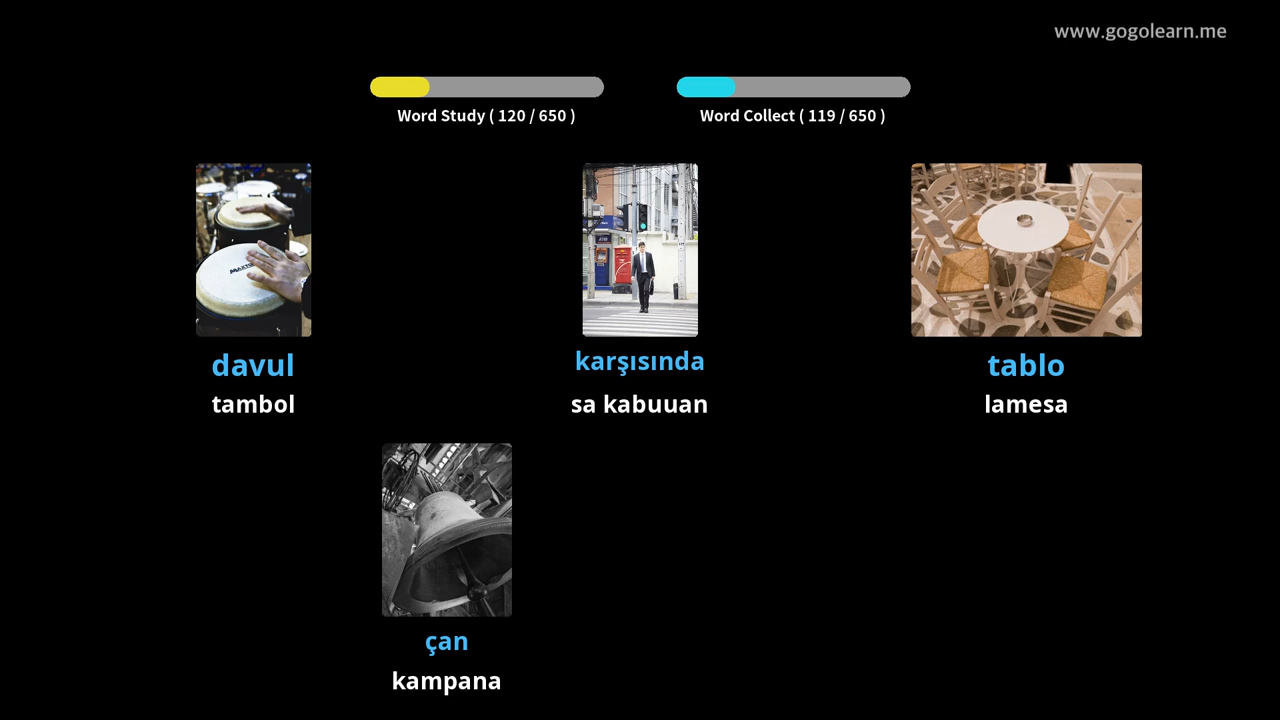 www.gogolearn.me
Word Study ( 120 / 650 )
Word Collect ( 119 / 650 )
davul
tambol
karşısında
sa kabuuan
tablo
lamesa
çan
kampana